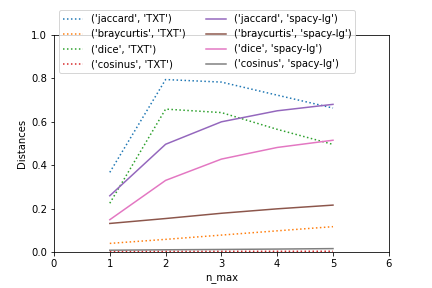 ('jaccard', 'TXT') ('jaccard', 'spacy-lg')
('braycurtis', 'TXT') ('braycurtis', 'spacy-lg')
('dice', 'TXT') ('dice', 'spacy-lg')
('cosinus', 'TXT') ('cosinus', 'spacy-lg')
1.0
0.8
0.6
0.4
0.2
0.0
Distances
0 1 2 3 4 5 6
n_max